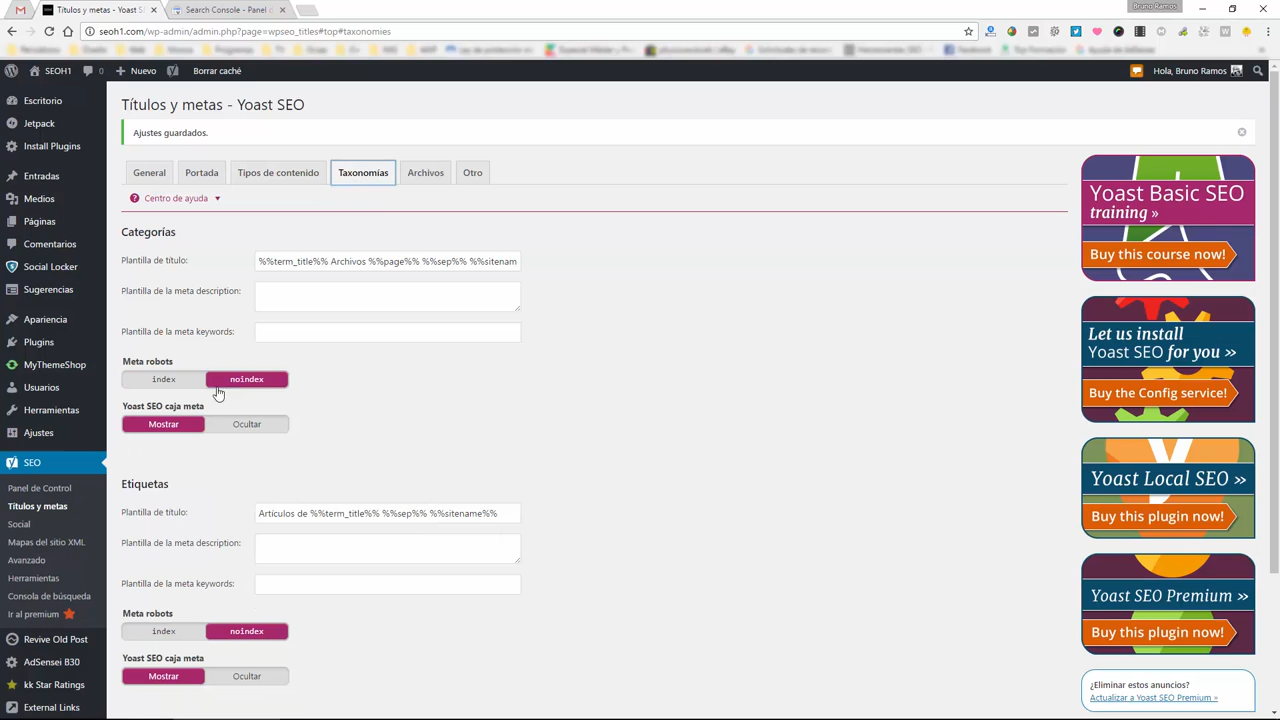 Títulos y metas - Yoast SEO
Search Console - Panel d
Bruno Ramos
seoh1.com/wp-admin/admin.php?page=wpseo_titles#top#taxonomies
SEOH1 0 Nuevo Borrar caché Hola, Bruno Ramos
Escritorio
Jetpack
Install Plugins
Entradas
Medios
Páginas
Comentarios
Social Locker
Sugerencias
Apariencia
Plugins
MyThemeShop
Usuarios
Herramientas
Ajustes
SEO
Panel de Control
Títulos y metas
Social
Mapas del sitio XML
Avanzado
Herramientas
Consola de búsqueda
Ir al premium
Revive Old Post
AdSensei B30
kk Star Ratings
External Links
Títulos y metas - Yoast SEO
Ajustes guardados.
General Portada Tipos de contenido Taxonomías Archivos Otro
Centro de ayuda
Categorías
Plantilla de título: %%term_title%% Archivos %%page%% %%sep%% %%sitenam
Plantilla de la meta description:
Plantilla de la meta keywords:
Meta robots
index noindex
Yoast SEO caja meta
Mostrar Ocultar
Etiquetas
Plantilla de título: Artículos de %%term_title%% %%sep%% %%sitename%%
Plantilla de la meta description:
Plantilla de la meta keywords:
Meta robots
index noindex
Yoast SEO caja meta
Mostrar Ocultar
Yoast Basic SEO
training »
Buy this course now!
Let us install
Yoast SEO for you »
Buy the Config service!
Yoast Local SEO »
Buy this plugin now!
Yoast SEO Premium »
Buy this plugin now!
¿Eliminar estos anuncios?
Actualizar a Yoast SEO Premium »